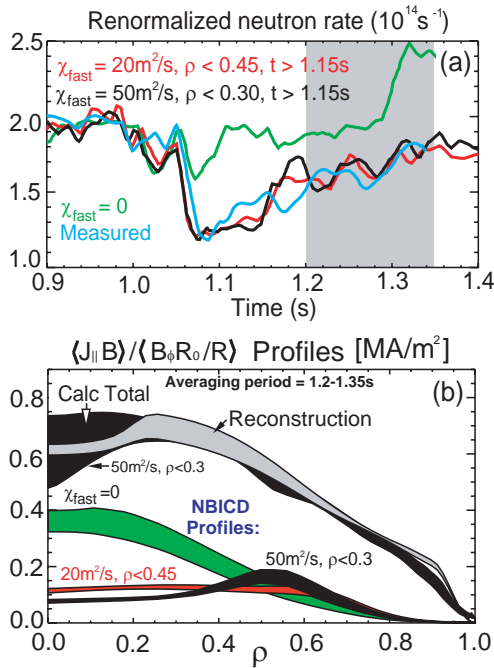 Renormalized neutron rate (10¹⁴s⁻¹)
2.5
(a)
χfast = 20m²/s, ρ < 0.45, t > 1.15s
χfast = 50m²/s, ρ < 0.30, t > 1.15s
2.0
1.5
χfast = 0
Measured
1.0
0.9 1.0 1.1 1.2 1.3 1.4
Time (s)
⟨J∥B⟩/⟨BϕR₀/R⟩ Profiles [MA/m²]
0.8
Calc Total
Averaging period = 1.2-1.35s
(b)
Reconstruction
0.6
50m²/s, ρ<0.3
χfast=0
NBICD
Profiles:
0.4
50m²/s, ρ<0.3
0.2
20m²/s, ρ<0.45
0.0
0.0 0.2 0.4 0.6 0.8 1.0
ρ